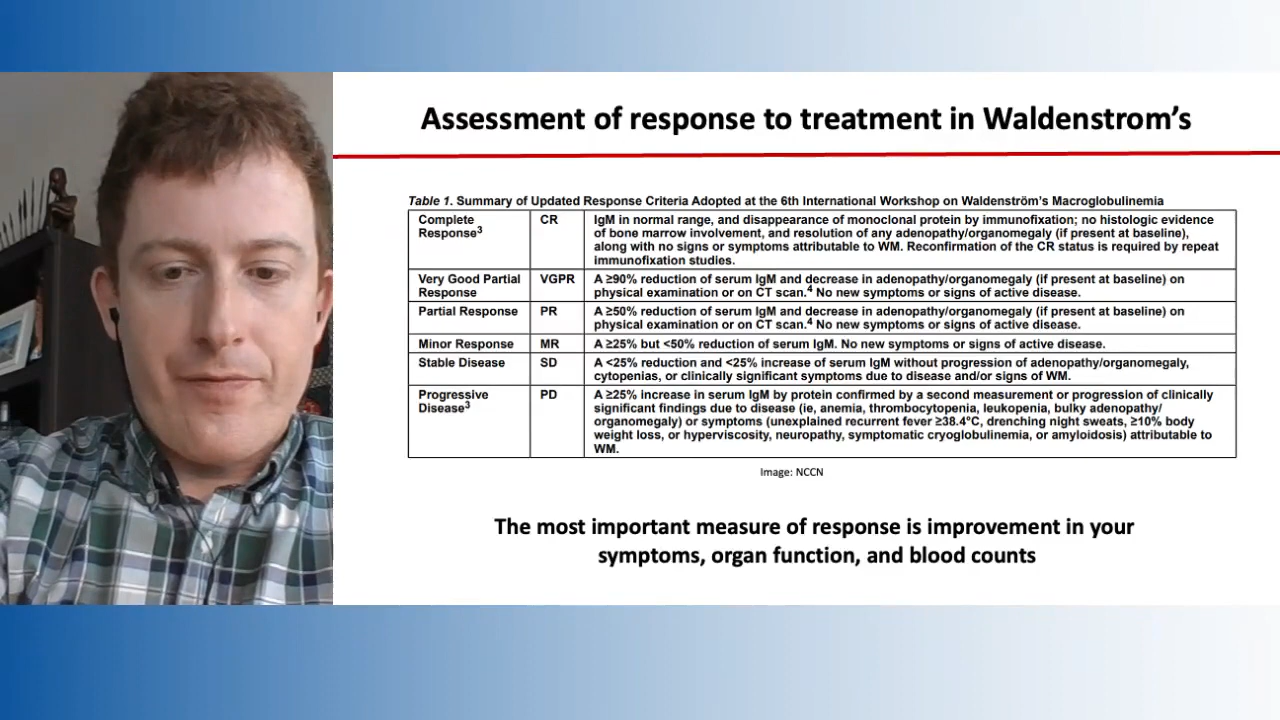 Assessment of response to treatment in Waldenstrom's
Table 1. Summary of Updated Response Criteria Adopted at the 6th International Workshop on Waldenström's Macroglobulinemia
Complete
Response3
CR
IgM in normal range, and disappearance of monoclonal protein by immunofixation; no histologic evidence
of bone marrow involvement, and resolution of any adenopathy/organomegaly (if present at baseline),
along with no signs or symptoms attributable to WM. Reconfirmation of the CR status is required by repeat
immunofixation studies.
Very Good Partial
Response
VGPR
A ≥90% reduction of serum IgM and decrease in adenopathy/organomegaly (if present at baseline) on
physical examination or on CT scan.4 No new symptoms or signs of active disease.
Partial Response
PR
A ≥50% reduction of serum IgM and decrease in adenopathy/organomegaly (if present at baseline) on
physical examination or on CT scan.4 No new symptoms or signs of active disease.
Minor Response
MR
A ≥25% but <50% reduction of serum IgM. No new symptoms or signs of active disease.
Stable Disease
SD
A <25% reduction and <25% increase of serum IgM without progression of adenopathy/organomegaly,
cytopenias, or clinically significant symptoms due to disease and/or signs of WM.
Progressive
Disease3
PD
A ≥25% increase in serum IgM by protein confirmed by a second measurement or progression of clinically
significant findings due to disease (ie, anemia, thrombocytopenia, leukopenia, bulky adenopathy/
organomegaly) or symptoms (unexplained recurrent fever ≥38.4°C, drenching night sweats, ≥10% body
weight loss, or hyperviscosity, neuropathy, symptomatic cryoglobulinemia, or amyloidosis) attributable to
WM.
Image: NCCN
The most important measure of response is improvement in your
symptoms, organ function, and blood counts